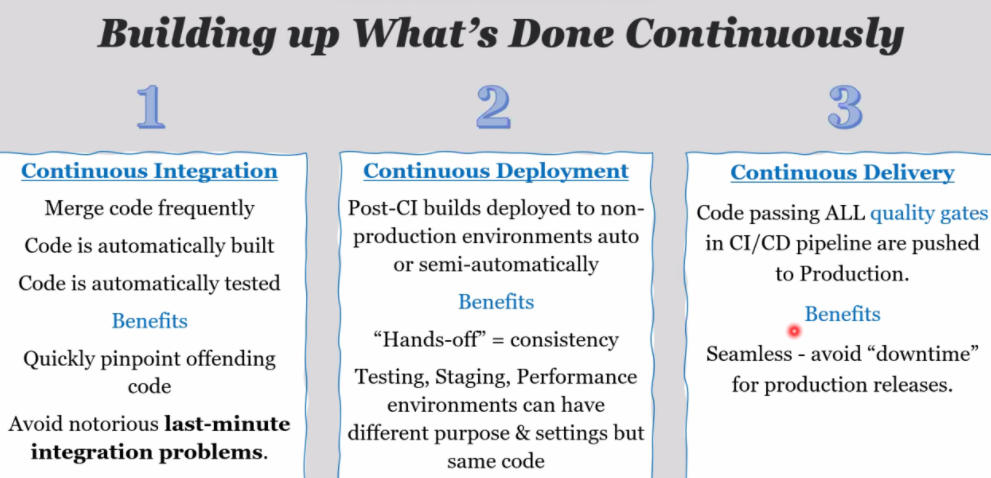 Building up What's Done Continuously
1
Continuous Integration
Merge code frequently
Code is automatically built
Code is automatically tested
Benefits
Quickly pinpoint offending
code
Avoid notorious last-minute
integration problems.
2
Continuous Deployment
Post-CI builds deployed to non-
production environments auto
or semi-automatically
Benefits
“Hands-off” = consistency
Testing, Staging, Performance
environments can have
different purpose & settings but
same code
3
Continuous Delivery
Code passing ALL quality gates
in CI/CD pipeline are pushed
to Production.
Benefits
Seamless - avoid “downtime”
for production releases.